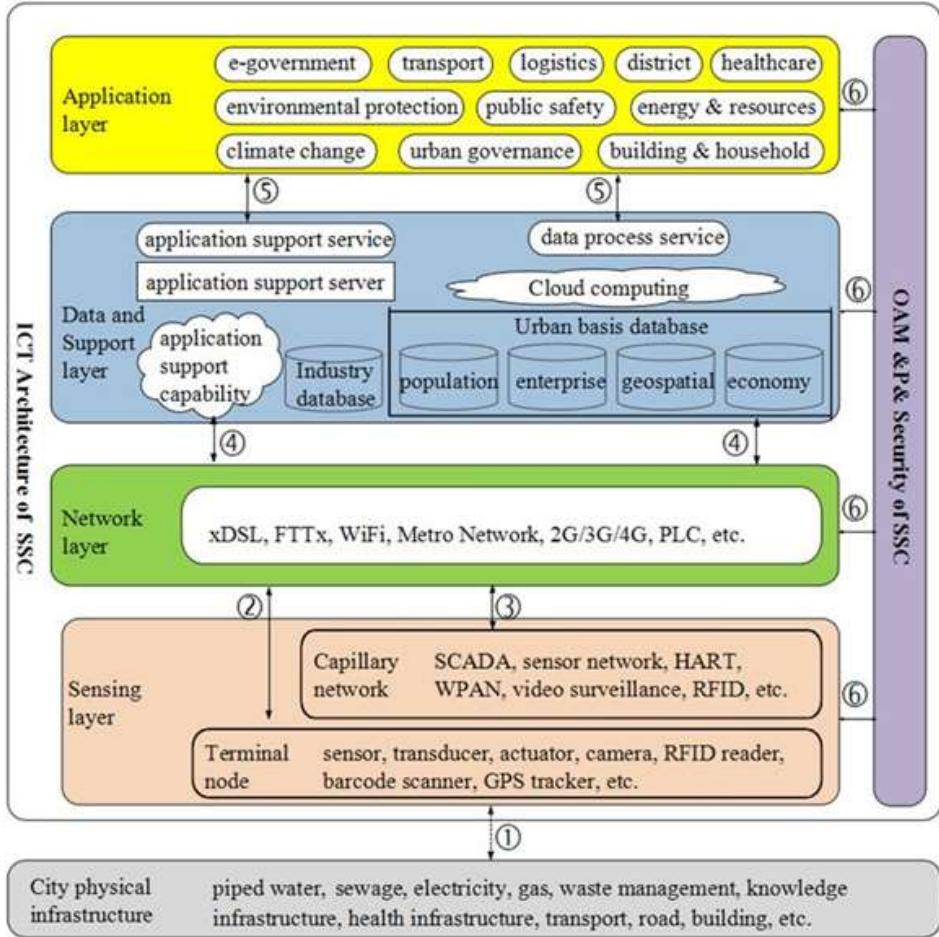 e-government
transport
logistics
district
healthcare
Application
layer
environmental protection
public safety
energy & resources
climate change
urban governance
building & household
⑥
⑤
⑤
application support service
data process service
application support server
Cloud computing
⑥
Data and
Support
layer
Urban basis database
application
support
capability
Industry
database
population
enterprise
geospatial
economy
④
④
Network
layer
xDSL, FTTx, WiFi, Metro Network, 2G/3G/4G, PLC, etc.
⑥
②
③
Sensing
layer
Capillary
network
SCADA, sensor network, HART,
WPAN, video surveillance, RFID, etc.
⑥
Terminal
node
sensor, transducer, actuator, camera, RFID reader,
barcode scanner, GPS tracker, etc.
①
City physical
infrastructure
piped water, sewage, electricity, gas, waste management, knowledge
infrastructure, health infrastructure, transport, road, building, etc.
ICT Architecture of SSC
OAM &P& Security of SSC